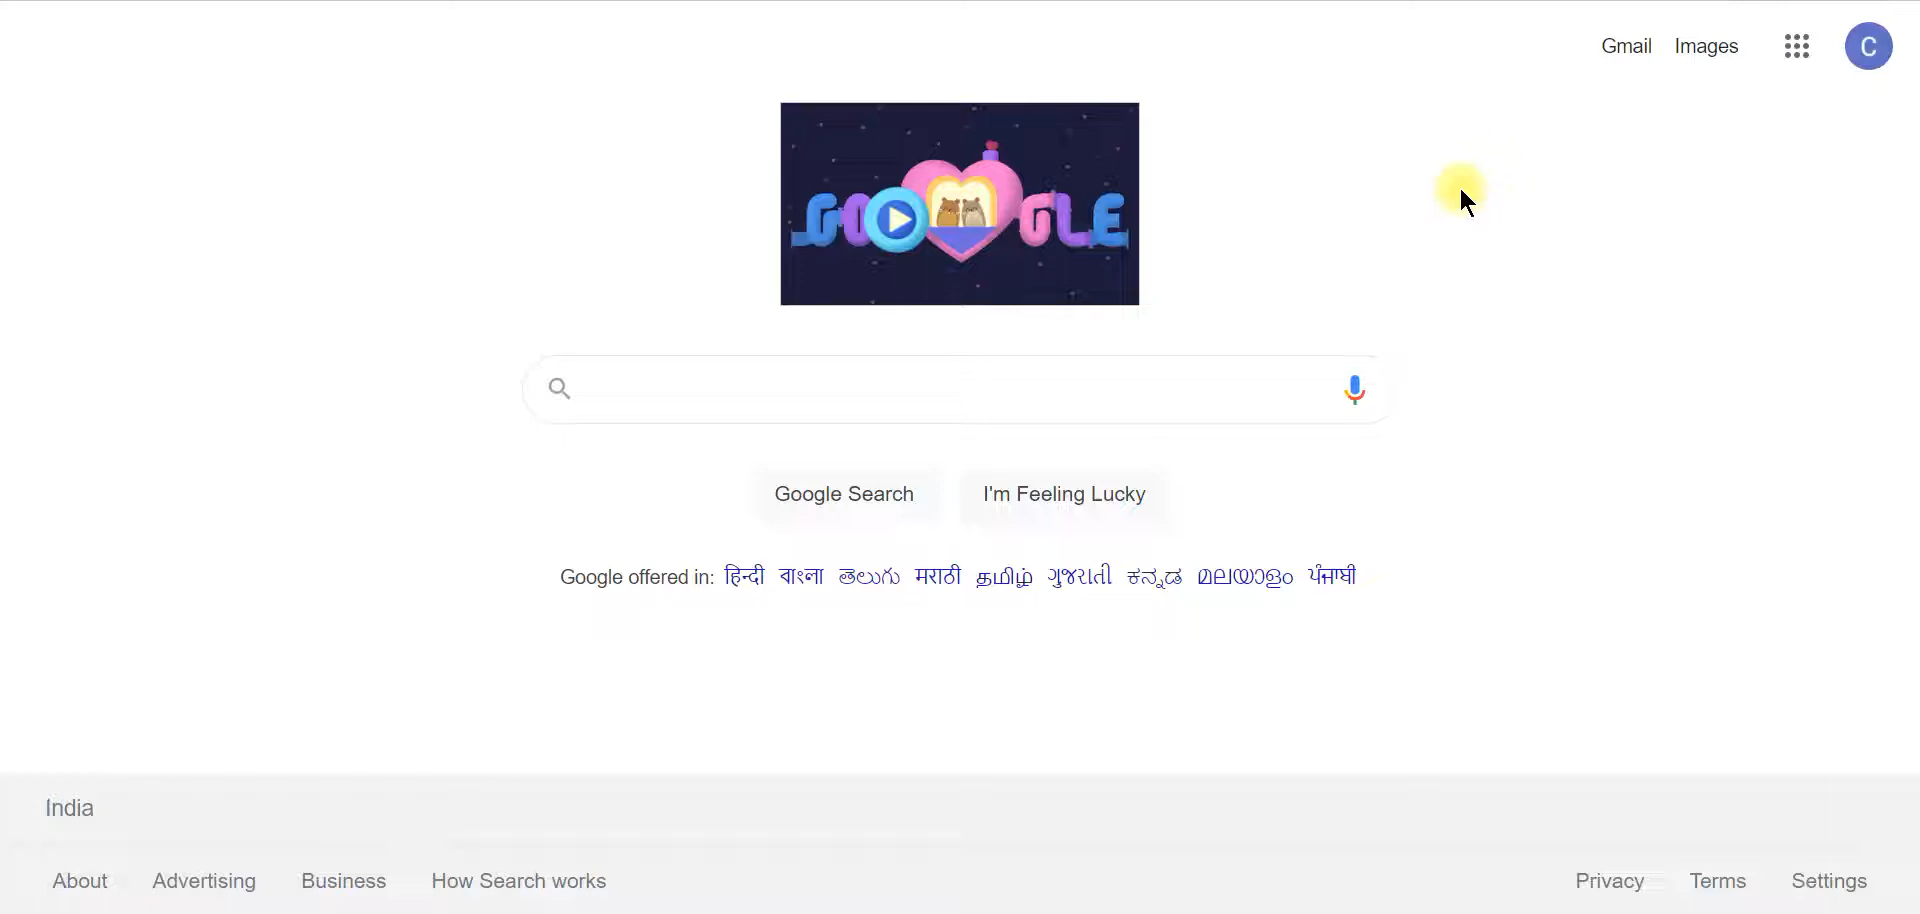 Gmail Images C
GOOGLE
Google Search I'm Feeling Lucky
Google offered in: हिन्दी বাংলা తెలుగు मराठी தமிழ் ગુજરાતી ಕನ್ನಡ മലയാളം ਪੰਜਾਬੀ
India
About Advertising Business How Search works Privacy Terms Settings